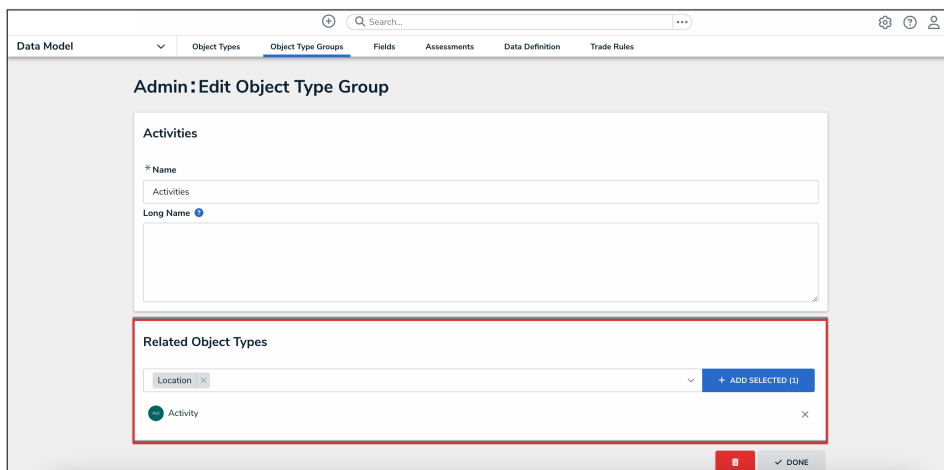 Search...
Data Model Object Types Object Type Groups Fields Assessments Data Definition Trade Rules
Admin:Edit Object Type Group
Activities
*Name
Activities
Long Name ?
Related Object Types
Location × + ADD SELECTED (1)
Act Activity ×
✓ DONE